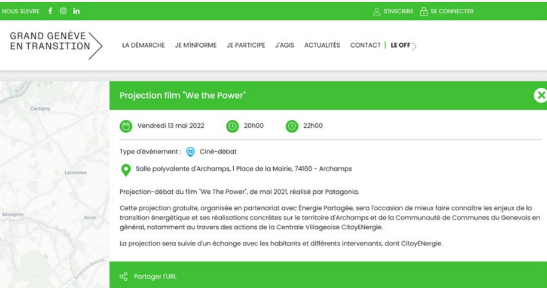 NOUS SUIVRE
S'INSCRIRE SE CONNECTER
GRAND GENÈVE
EN TRANSITION
LA DÉMARCHE JE M'INFORME JE PARTICIPE J'AGIS ACTUALITÉS CONTACT LE OFF
Projection film "We the Power"
Vendredi 13 mai 2022 20h00 22h00
Type d'événement : Ciné-débat
Salle polyvalente d'Archamps, 1 Place de la Mairie, 74160 - Archamps
Projection-débat du film "We The Power", de mai 2021, réalisé par Patagonia.
Cette projection gratuite, organisée en partenariat avec Énergie Partagée, sera l'occasion de mieux faire connaître les enjeux de la
transition énergétique et ses réalisations concrètes sur le territoire d'Archamps et de la Communauté de Communes du Genevois en
général, notamment au travers des actions de la Centrale Villageoise CitoyENergie.
La projection sera suivie d'un échange avec les habitants et différents intervenants, dont CitoyENergie.
Partager l'URL
Cartigny
Laconnex